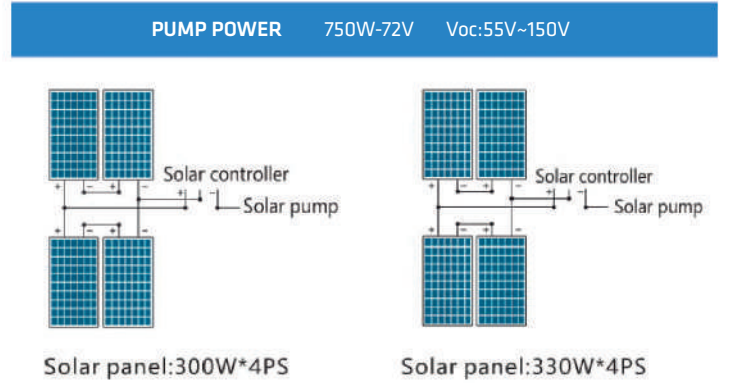 PUMP POWER 750W-72V Voc:55V~150V
+ - + -
Solar controller
+ -
Solar pump
+ - + -
Solar panel:300W*4PS
+ - + -
Solar controller
+ -
Solar pump
+ - + -
Solar panel:330W*4PS